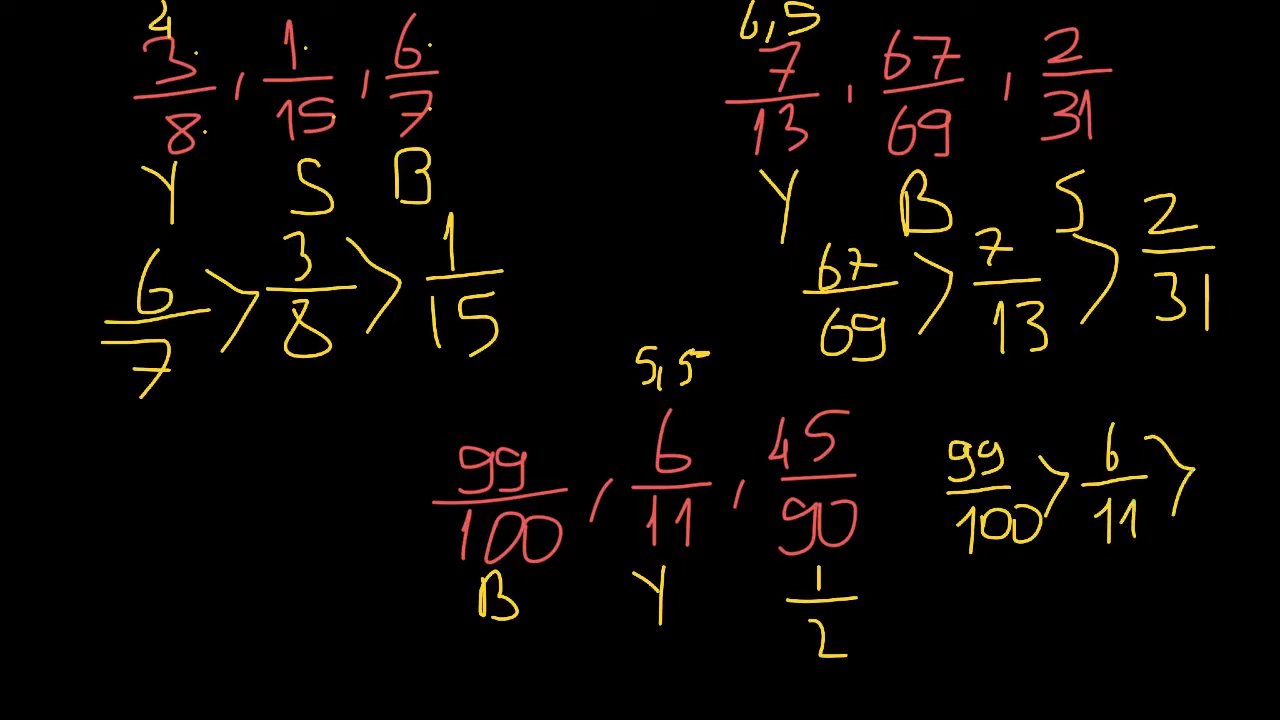 4
3/8 , 1/15 , 6/7
Y S B
6/7 > 3/8 > 1/15
6,5
7/13 , 67/69 , 2/31
Y B S
67/69 > 7/13 > 2/31
5,5
99/100 , 6/11 , 45/90
B Y 1/2
99/100 > 6/11 >